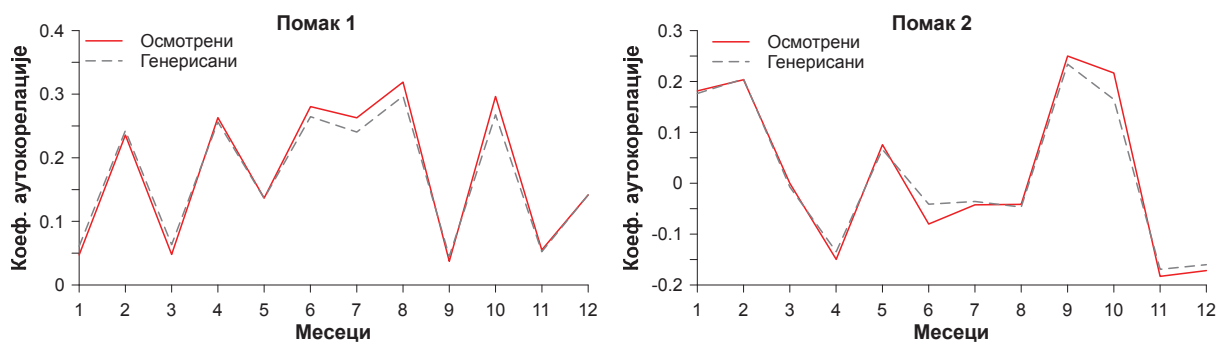 Помак 1
Осмотрени
Генерисани
Коеф. аутокорелације
0.4
0.3
0.2
0.1
0
1 2 3 4 5 6 7 8 9 10 11 12
Месеци
Помак 2
Осмотрени
Генерисани
Коеф. аутокорелације
0.3
0.2
0.1
0
-0.1
-0.2
1 2 3 4 5 6 7 8 9 10 11 12
Месеци